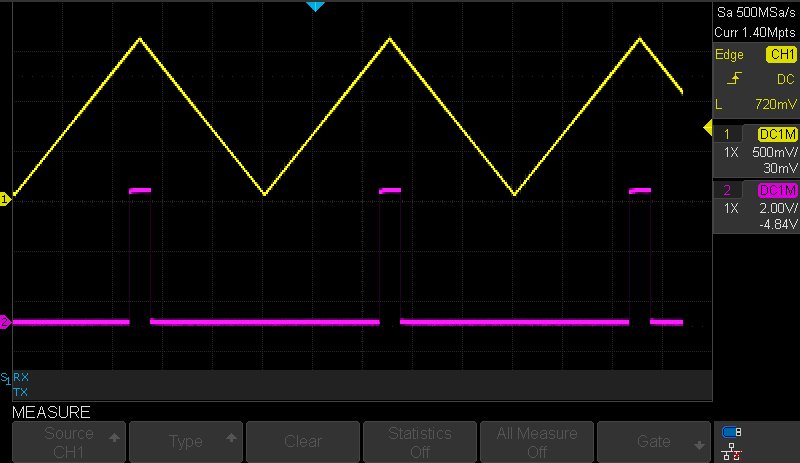 Sa 500MSa/s
Curr 1.40Mpts
Edge CH1
DC
L 720mV
1 DC1M
1X 500mV/
30mV
2 DC1M
1X 2.00V/
-4.84V
1
2
S1 RX
TX
MEASURE
Source
CH1
Type
Clear
Statistics
Off
All Measure
Off
Gate